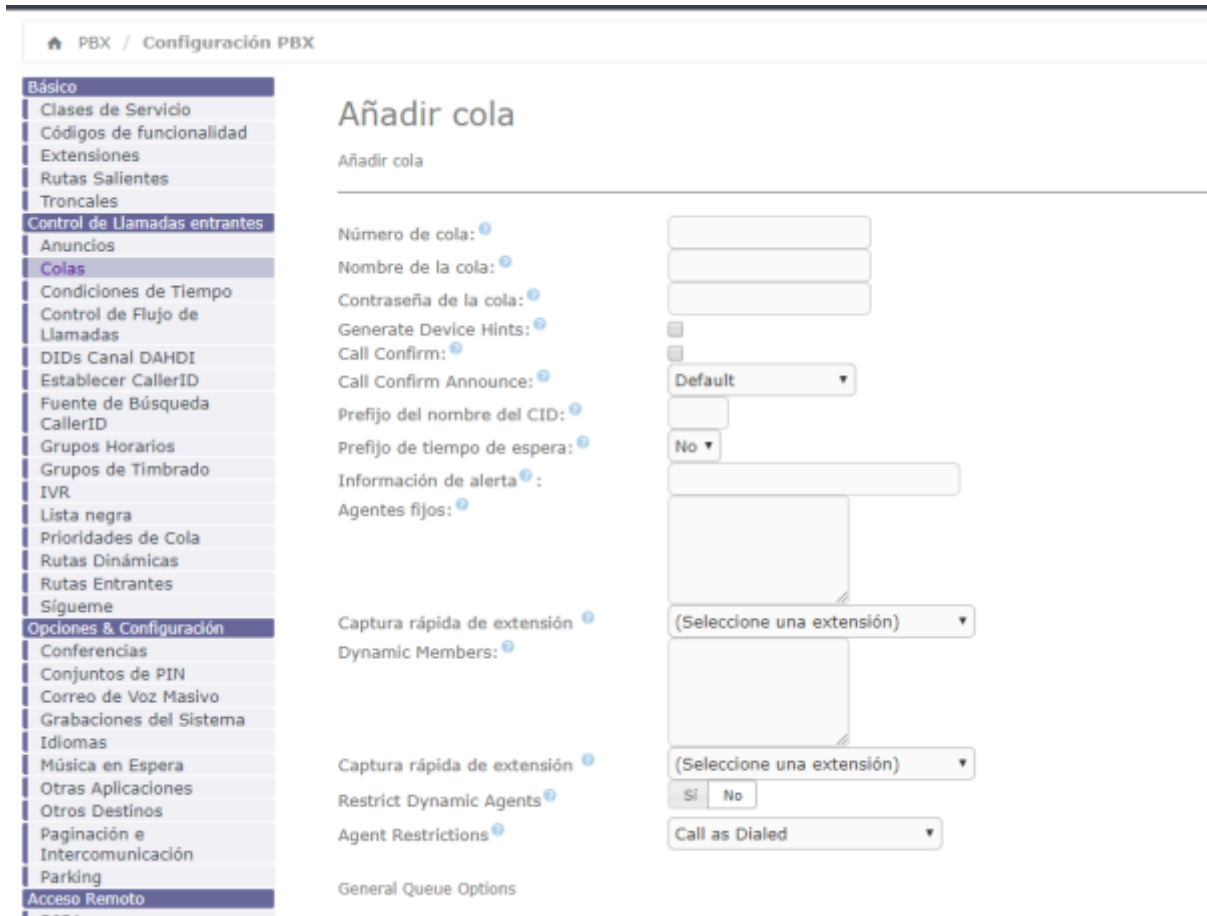 PBX / Configuración PBX
Básico
Clases de Servicio
Códigos de funcionalidad
Extensiones
Rutas Salientes
Troncales
Control de Llamadas entrantes
Anuncios
Colas
Condiciones de Tiempo
Control de Flujo de
Llamadas
DIDs Canal DAHDI
Establecer CallerID
Fuente de Búsqueda
CallerID
Grupos Horarios
Grupos de Timbrado
IVR
Lista negra
Prioridades de Cola
Rutas Dinámicas
Rutas Entrantes
Sígueme
Opciones & Configuración
Conferencias
Conjuntos de PIN
Correo de Voz Masivo
Grabaciones del Sistema
Idiomas
Música en Espera
Otras Aplicaciones
Otros Destinos
Paginación e
Intercomunicación
Parking
Acceso Remoto
Añadir cola
Añadir cola
Número de cola:
Nombre de la cola:
Contraseña de la cola:
Generate Device Hints:
Call Confirm:
Call Confirm Announce: Default
Prefijo del nombre del CID:
Prefijo de tiempo de espera: No
Información de alerta :
Agentes fijos:
Captura rápida de extensión (Seleccione una extensión)
Dynamic Members:
Captura rápida de extensión (Seleccione una extensión)
Restrict Dynamic Agents Si No
Agent Restrictions Call as Dialed
General Queue Options